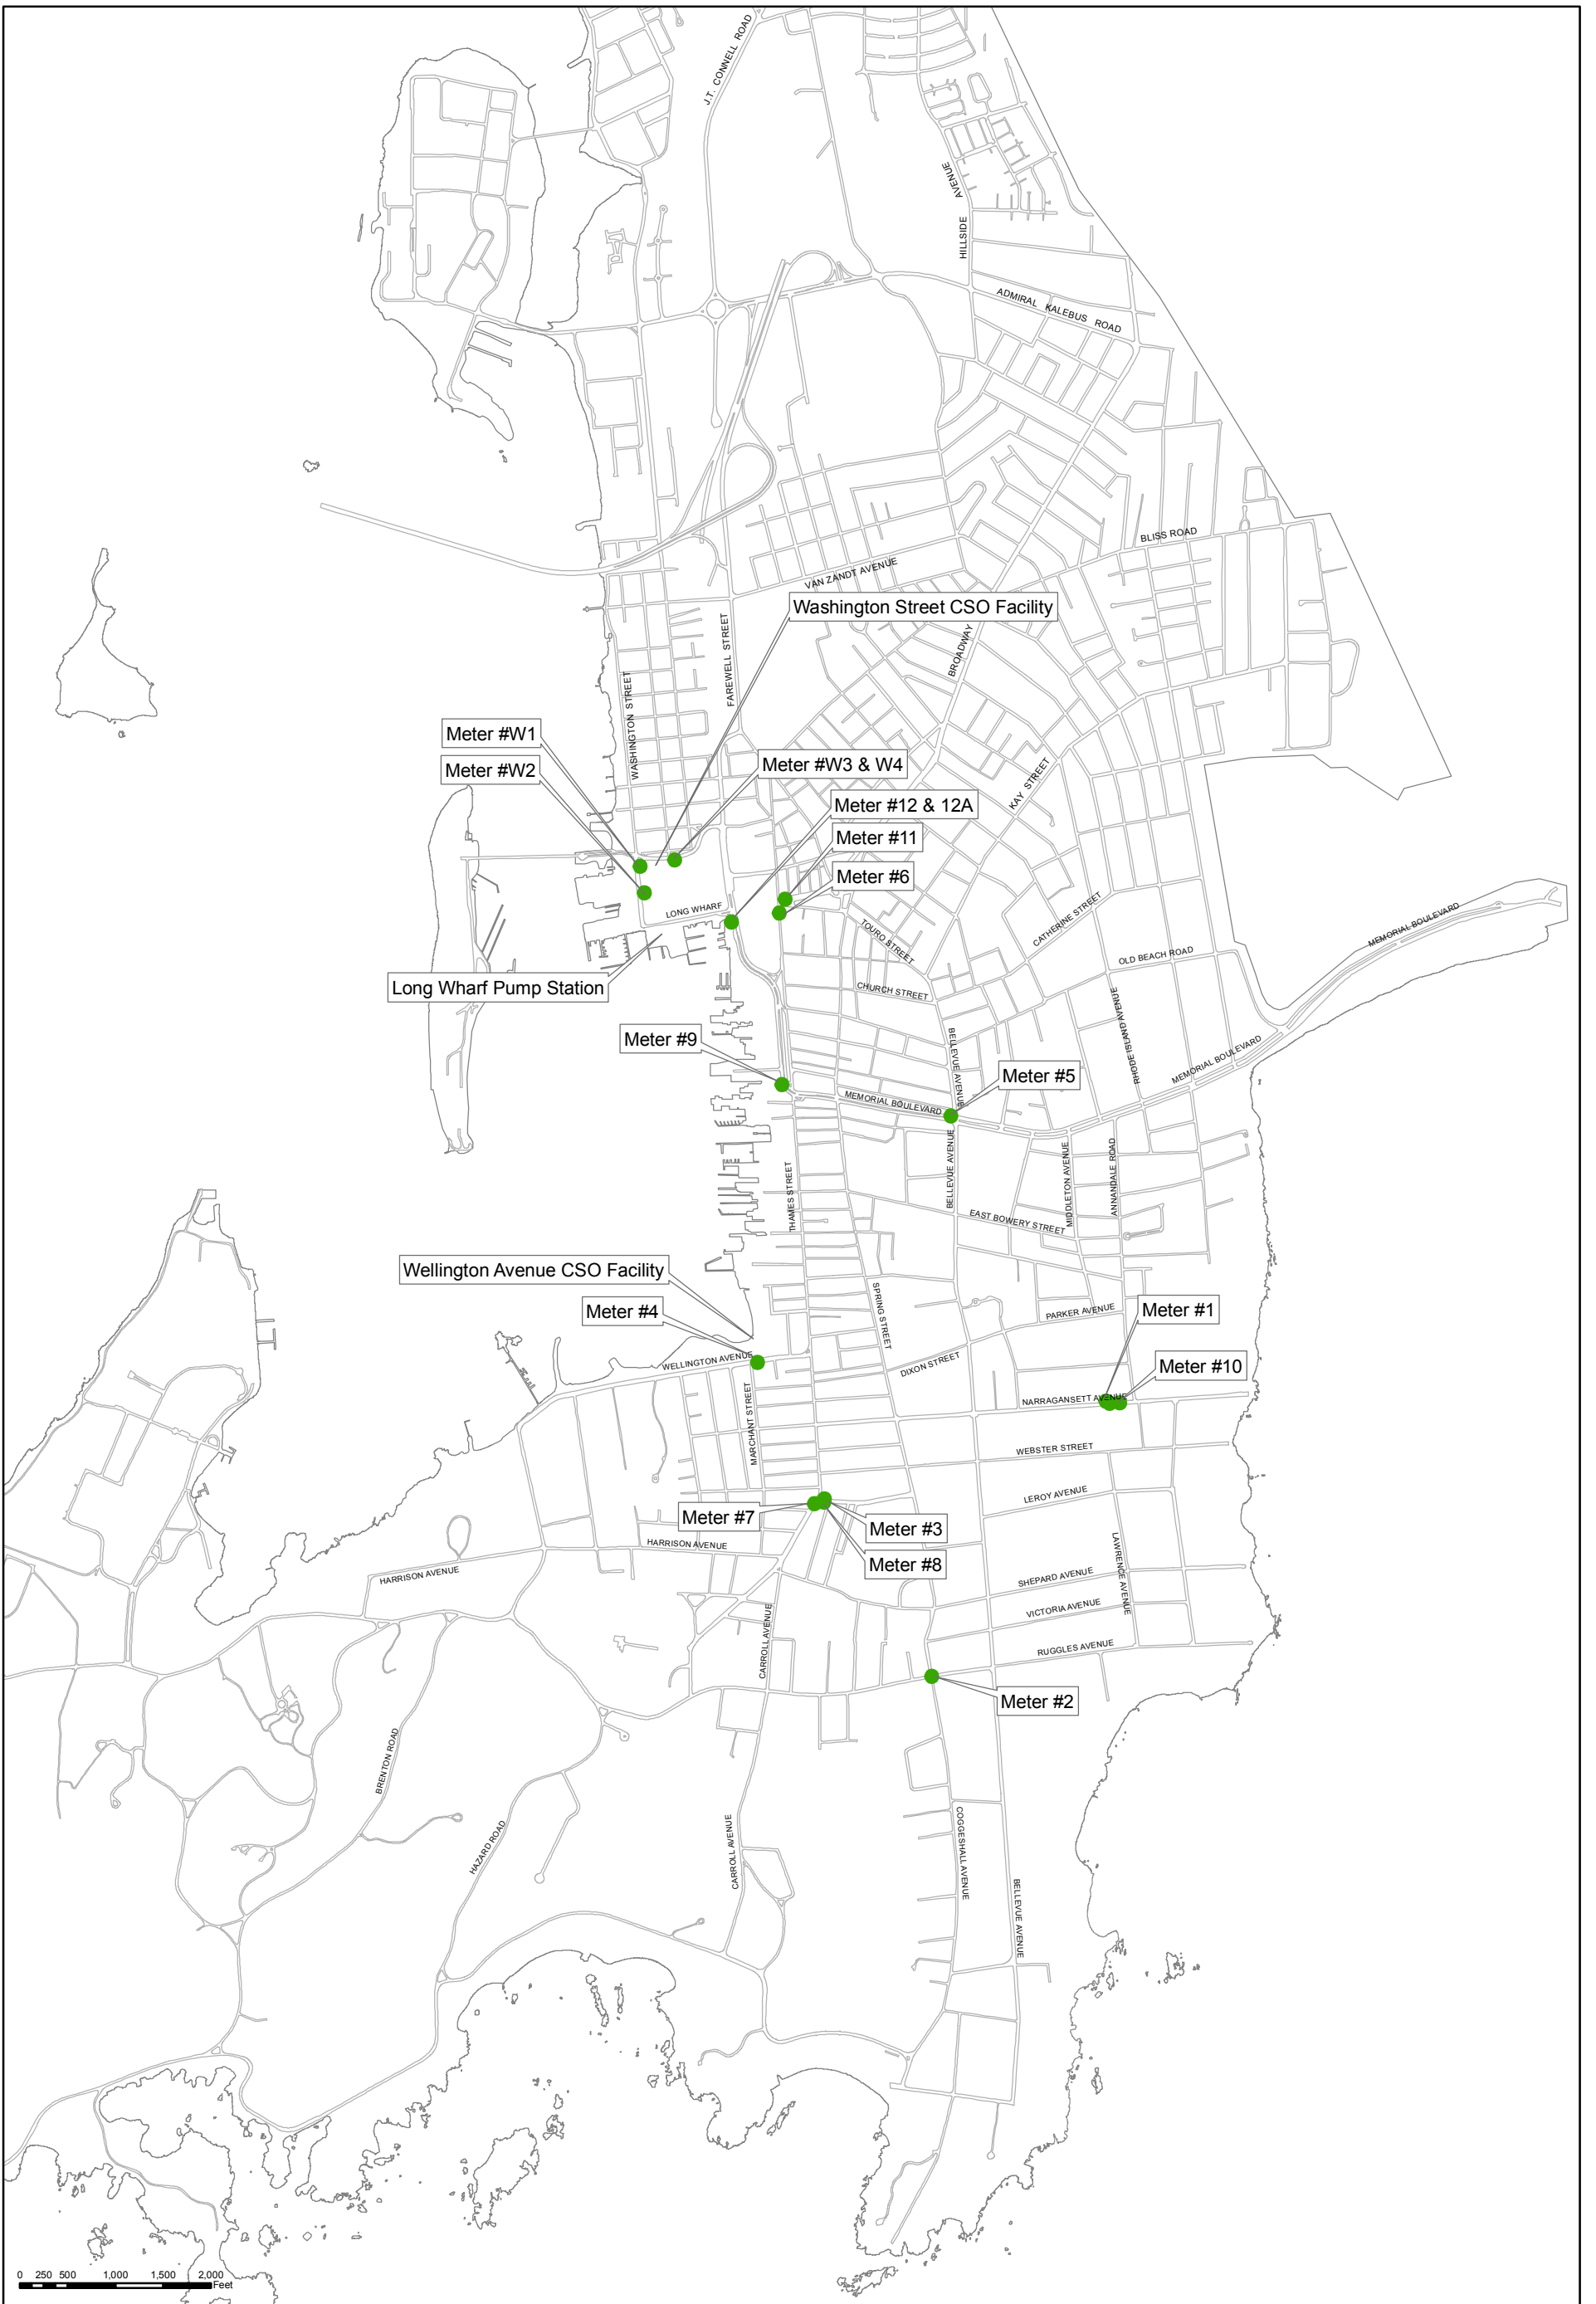 J.T. CONNELL ROAD
HILLSIDE AVENUE
ADMIRAL KALEBUS ROAD
BLISS ROAD
VAN ZANDT AVENUE
Washington Street CSO Facility
BROADWAY
FAREWELL STREET
WASHINGTON STREET
Meter #W1
Meter #W2
Meter #W3 & W4
KAY STREET
Meter #12 & 12A
Meter #11
Meter #6
LONG WHARF
TOURO STREET
CATHERINE STREET
MEMORIAL BOULEVARD
OLD BEACH ROAD
Long Wharf Pump Station
CHURCH STREET
RHODE ISLAND AVENUE
Meter #9
BELLEVUE AVENUE
Meter #5
MEMORIAL BOULEVARD
MEMORIAL BOULEVARD
THAMES STREET
BELLEVUE AVENUE
MIDDLETON AVENUE
ANNANDALE ROAD
EAST BOWERY STREET
Wellington Avenue CSO Facility
Meter #4
SPRING STREET
PARKER AVENUE
Meter #1
WELLINGTON AVENUE
DIXON STREET
Meter #10
MARCHANT STREET
NARRAGANSETT AVENUE
WEBSTER STREET
LEROY AVENUE
Meter #7
Meter #3
Meter #8
HARRISON AVENUE
HARRISON AVENUE
LAWRENCE AVENUE
SHEPARD AVENUE
VICTORIA AVENUE
CARROLL AVENUE
RUGGLES AVENUE
Meter #2
BRENTON ROAD
HAZARD ROAD
CARROLL AVENUE
COGGESHALL AVENUE
BELLEVUE AVENUE
0 250 500 1,000 1,500 2,000
Feet